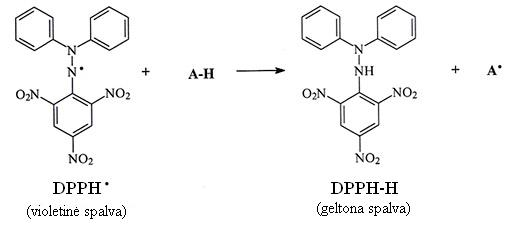 N
N•
O₂N
NO₂
NO₂
+
A-H
N
NH
O₂N
NO₂
NO₂
+
A•
DPPH•
(violetinė spalva)
DPPH-H
(geltona spalva)